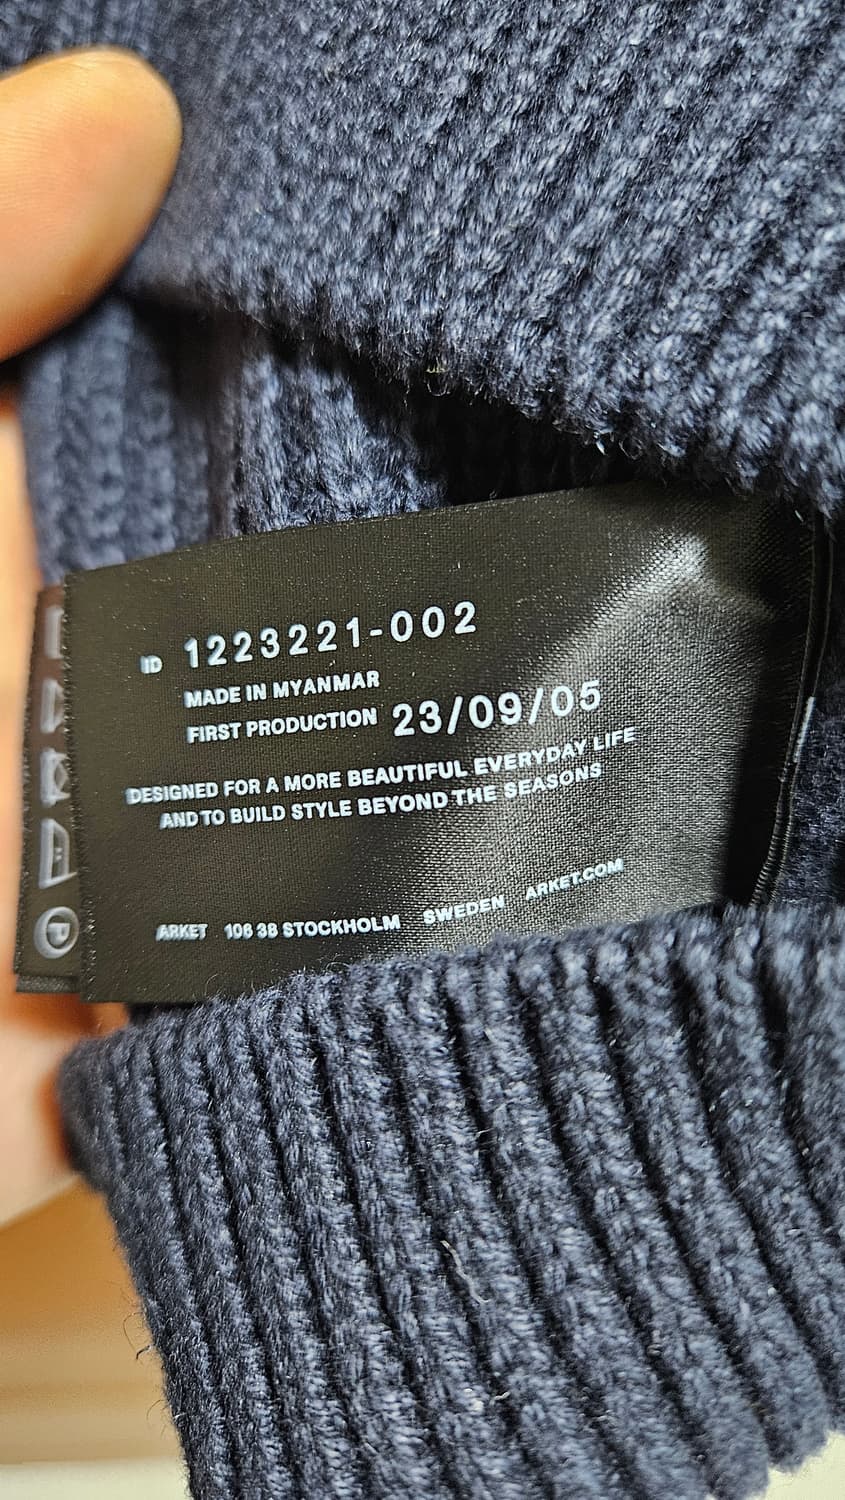 ID 1223221-002
MADE IN MYANMAR
FIRST PRODUCTION 23/09/05
DESIGNED FOR A MORE BEAUTIFUL EVERYDAY LIFE
AND TO BUILD STYLE BEYOND THE SEASONS
ARKET 106 38 STOCKHOLM SWEDEN ARKET.COM
P